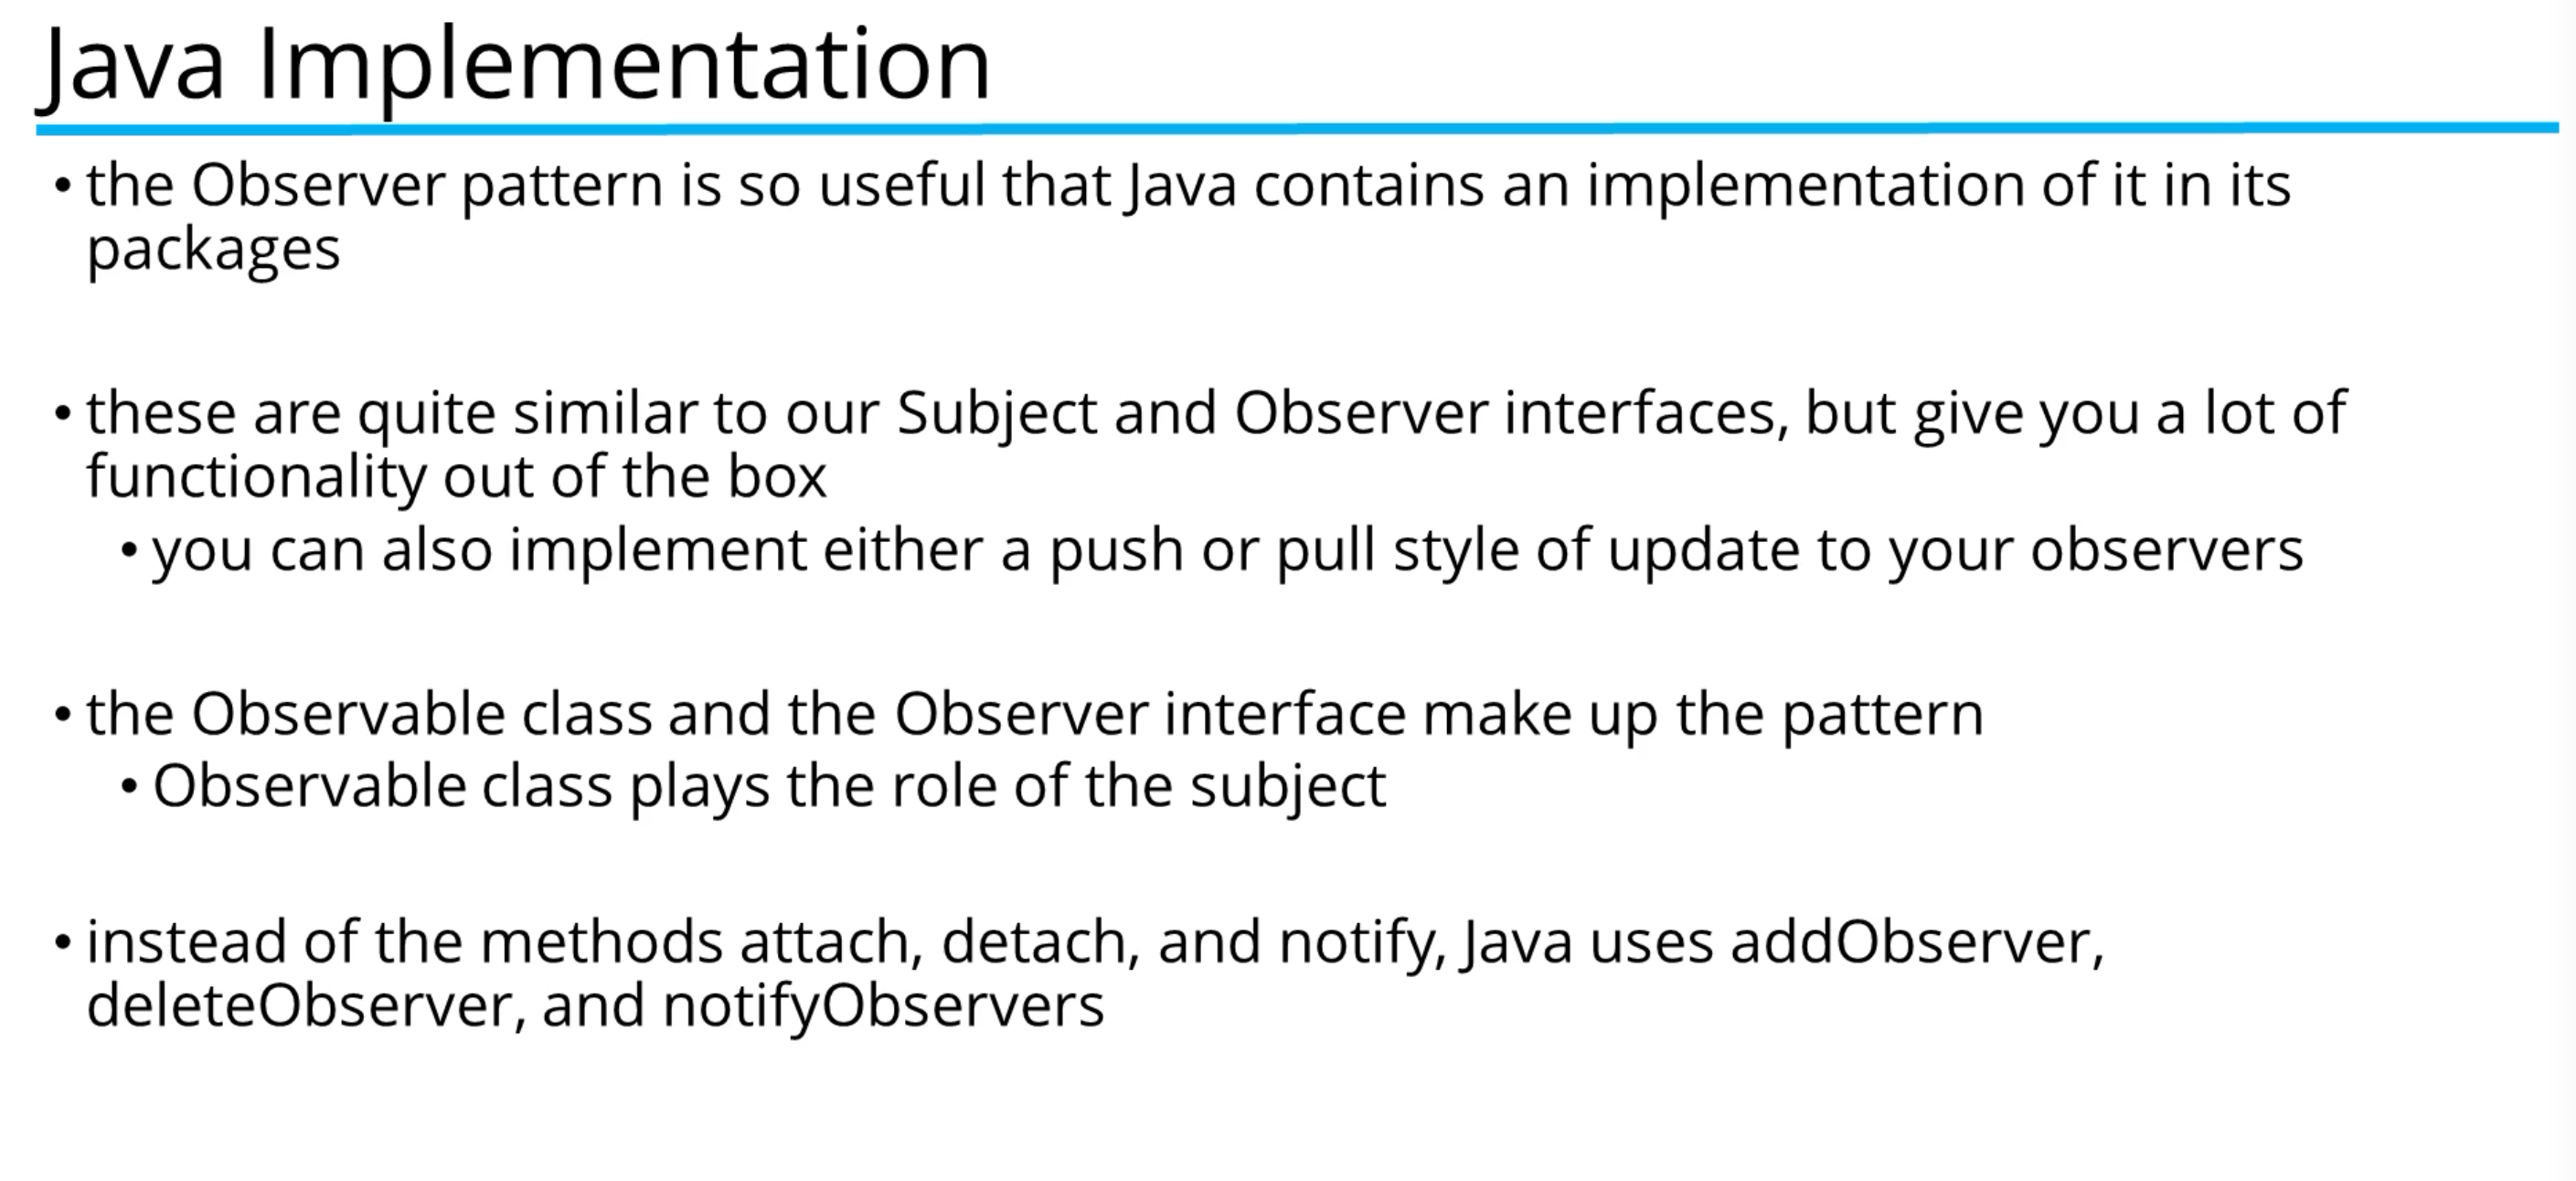 Java Implementation
• the Observer pattern is so useful that Java contains an implementation of it in its
packages
• these are quite similar to our Subject and Observer interfaces, but give you a lot of
functionality out of the box
• you can also implement either a push or pull style of update to your observers
• the Observable class and the Observer interface make up the pattern
• Observable class plays the role of the subject
• instead of the methods attach, detach, and notify, Java uses addObserver,
deleteObserver, and notifyObservers